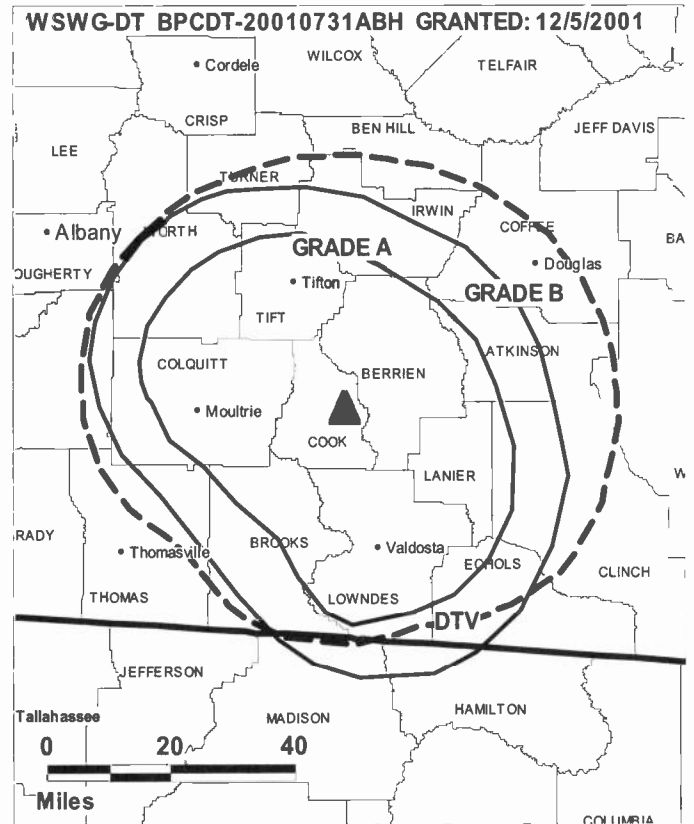 WSWG-DT BPCDT-20010731ABH GRANTED: 12/5/2001
WILCOX
Cordele
TELFAIR
CRISP
BEN HILL
JEFF DAVIS
LEE
TURNER
IRWIN
COFFEE
Albany
WORTH
BA
GRADE A
OUGHERTY
Douglas
Tifton
GRADE B
TIFT
ATKINSON
COLQUITT
BERRIEN
Moultrie
COOK
LANIER
W
RADY
BROOKS
Thomasville
Valdosta
ECHOLS
CLINCH
THOMAS
LOWNDES
DTV
JEFFERSON
HAMILTON
Tallahassee
MADISON
0 20 40
Miles
COLUMBIA